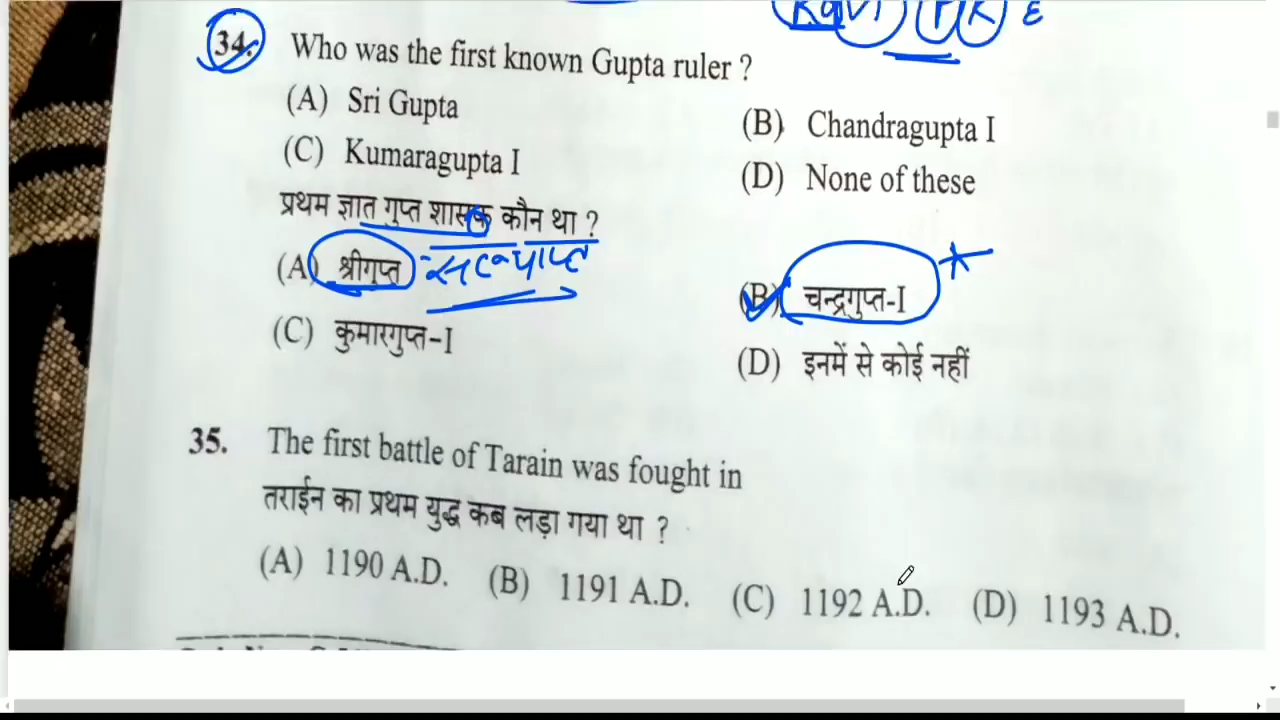 34. Who was the first known Gupta ruler ?
(A) Sri Gupta (B) Chandragupta I
(C) Kumaragupta I (D) None of these
प्रथम ज्ञात गुप्त शासक कौन था ?
(A) श्रीगुप्त (B) चन्द्रगुप्त-I
(C) कुमारगुप्त-I (D) इनमें से कोई नहीं
35. The first battle of Tarain was fought in
तराईन का प्रथम युद्ध कब लड़ा गया था ?
(A) 1190 A.D. (B) 1191 A.D. (C) 1192 A.D. (D) 1193 A.D.